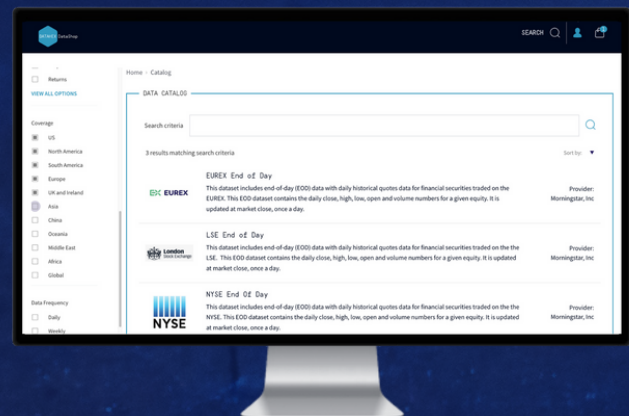 BATNICK DataShop
SEARCH
Returns
VIEW ALL OPTIONS
Coverage
US
North America
South America
Europe
UK and Ireland
Asia
China
Oceania
Middle East
Africa
Global
Data Frequency
Daily
Weekly
Home Catalog
DATA CATALOG
Search criteria
3 results matching search criteria
Sort by:
EUREX End of Day
EUREX
This dataset includes end-of-day (EOD) data with daily historical quotes data for financial securities traded on the
EUREX. This EOD dataset contains the daily close, high, low, open and volume numbers for a given equity. It is
updated at market close, once a day.
Provider:
Morningstar, Inc
LSE End of Day
London
Stock Exchange
This dataset includes end-of-day (EOD) data with daily historical quotes data for financial securities traded on the the
LSE. This EOD dataset contains the daily close, high, low, open and volume numbers for a given equity. It is updated
at market close, once a day.
Provider:
Morningstar, Inc
NYSE End Of Day
NYSE
This dataset includes end-of-day (EOD) data with daily historical quotes data for financial securities traded on the the
NYSE. This EOD dataset contains the daily close, high, low, open and volume numbers for a given equity. It is updated
at market close, once a day.
Provider:
Morningstar, Inc